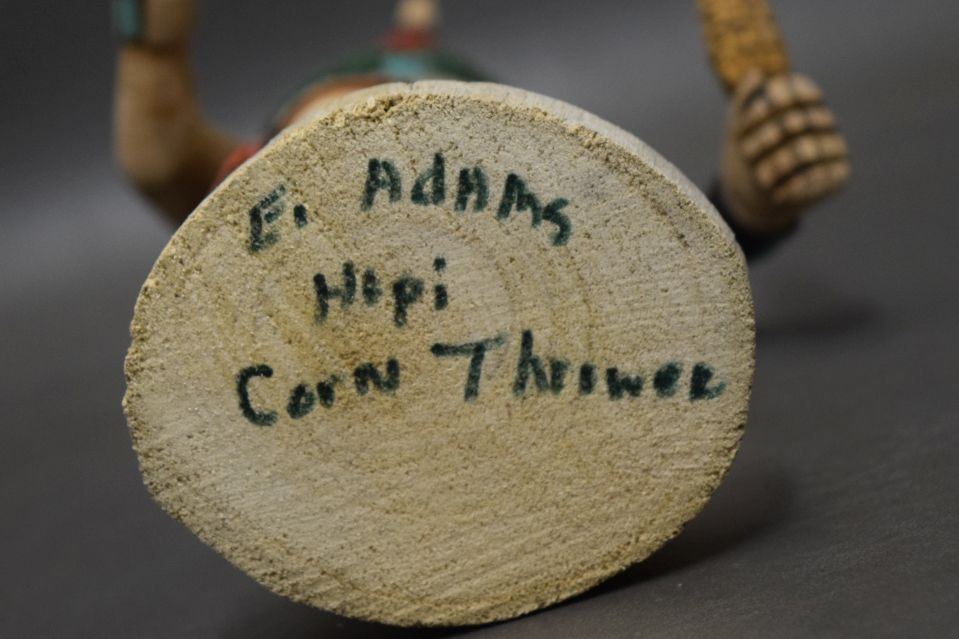 E. AdAMs
Hopi
Corn Thrower